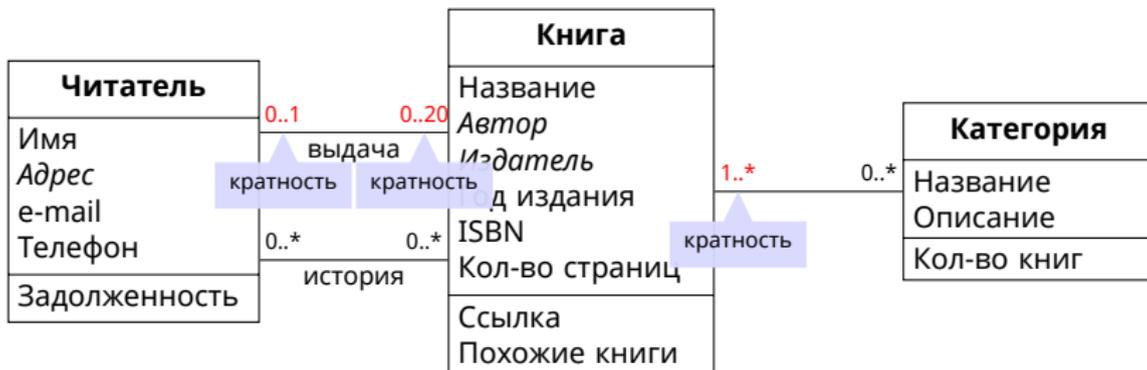 Читатель
Имя
Адрес
e-mail
Телефон
Задолженность
0..1
0..20
выдача
кратность
кратность
0..*
0..*
история
Книга
Название
Автор
Издатель
Год издания
ISBN
Кол-во страниц
Ссылка
Похожие книги
1..*
0..*
кратность
Категория
Название
Описание
Кол-во книг